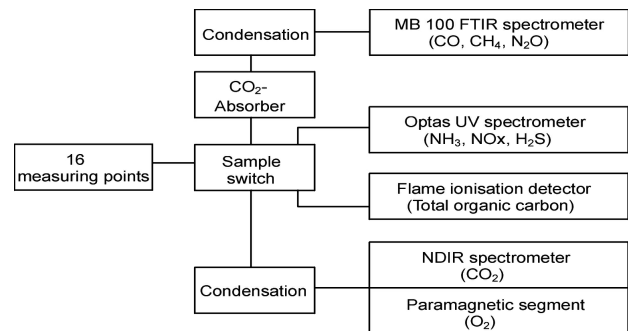 Condensation
MB 100 FTIR spectrometer
(CO, CH₄, N₂O)
CO₂-
Absorber
Optas UV spectrometer
(NH₃, NOx, H₂S)
16
measuring points
Sample
switch
Flame ionisation detector
(Total organic carbon)
Condensation
NDIR spectrometer
(CO₂)
Paramagnetic segment
(O₂)